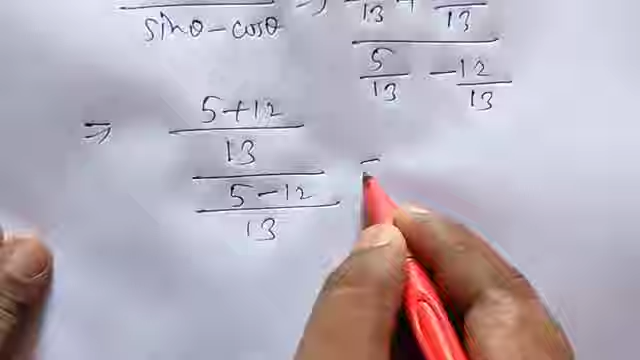 sinθ - cosθ ⇒ 13 + 13
5/13 - 12/13
⇒ 5+12
13
5-12
13
=